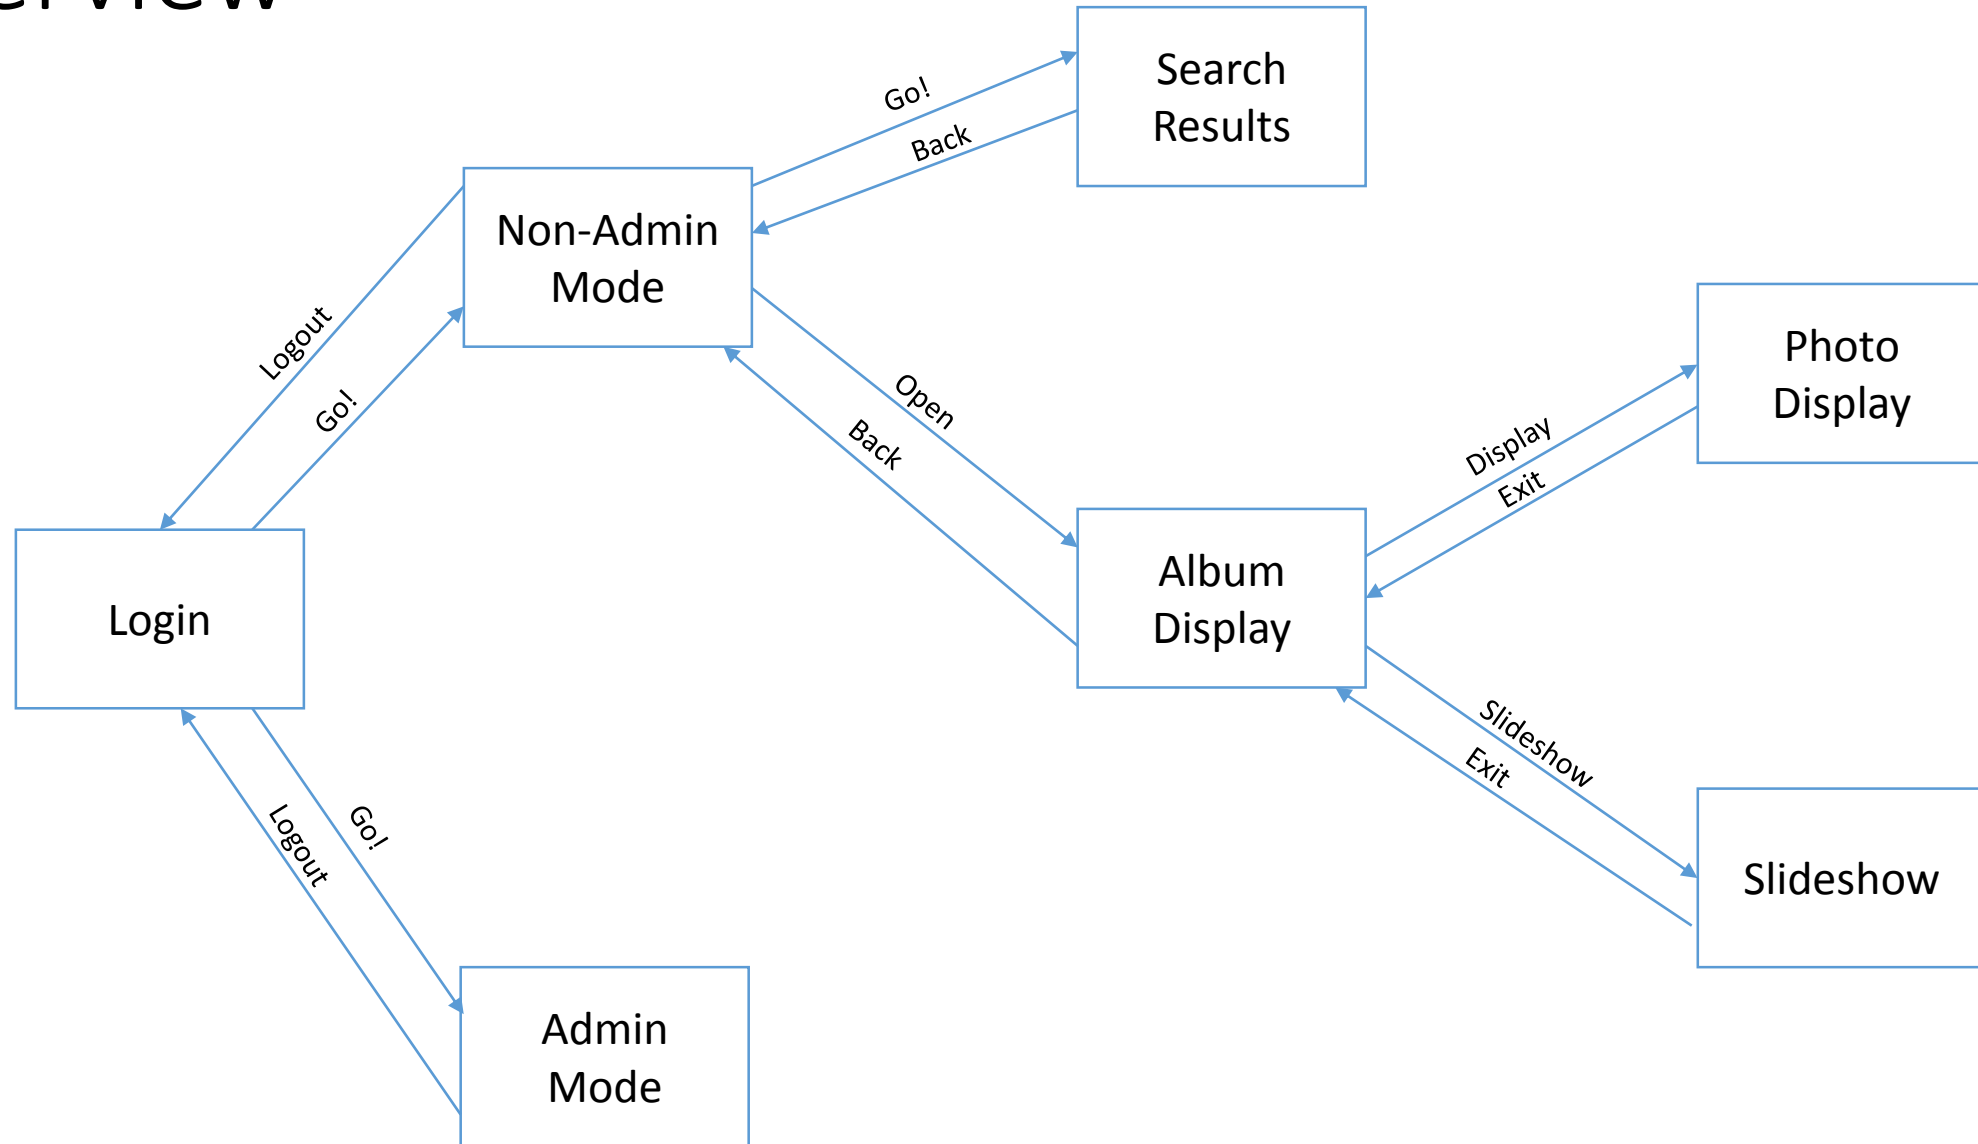 Search
Results
Go!
Back
Non-Admin
Mode
Logout
Go!
Open
Back
Photo
Display
Display
Exit
Album
Display
Login
Slideshow
Exit
Go!
Logout
Slideshow
Admin
Mode